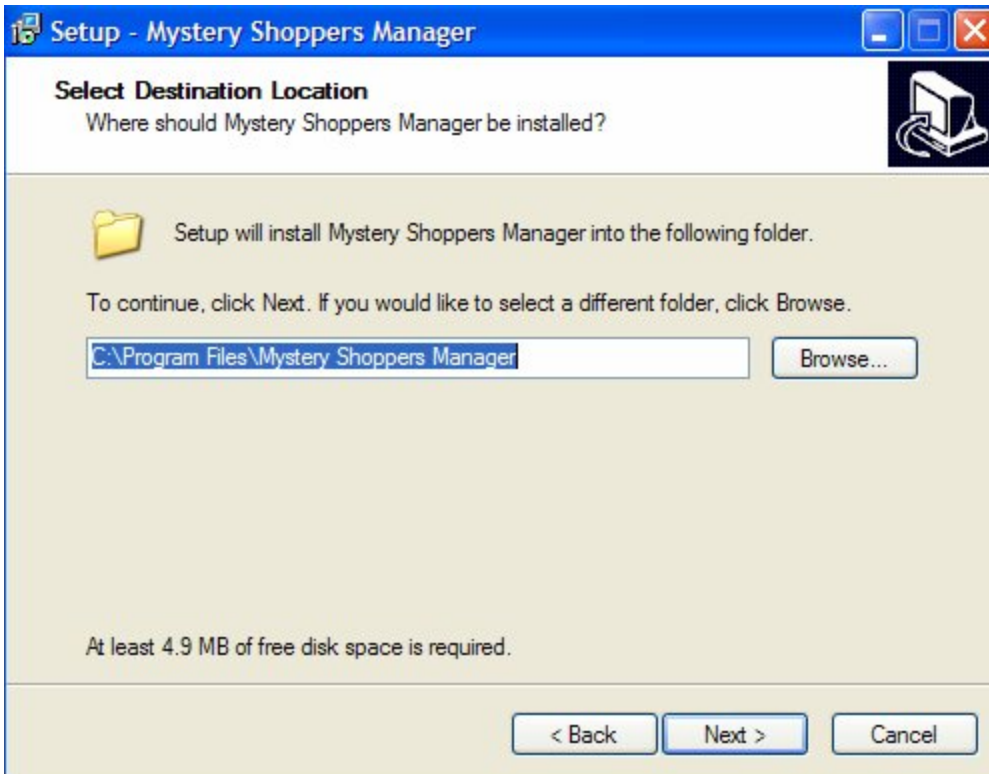 Setup - Mystery Shoppers Manager
Select Destination Location
Where should Mystery Shoppers Manager be installed?
Setup will install Mystery Shoppers Manager into the following folder.
To continue, click Next. If you would like to select a different folder, click Browse.
C:\Program Files\Mystery Shoppers Manager
Browse...
At least 4.9 MB of free disk space is required.
< Back
Next >
Cancel